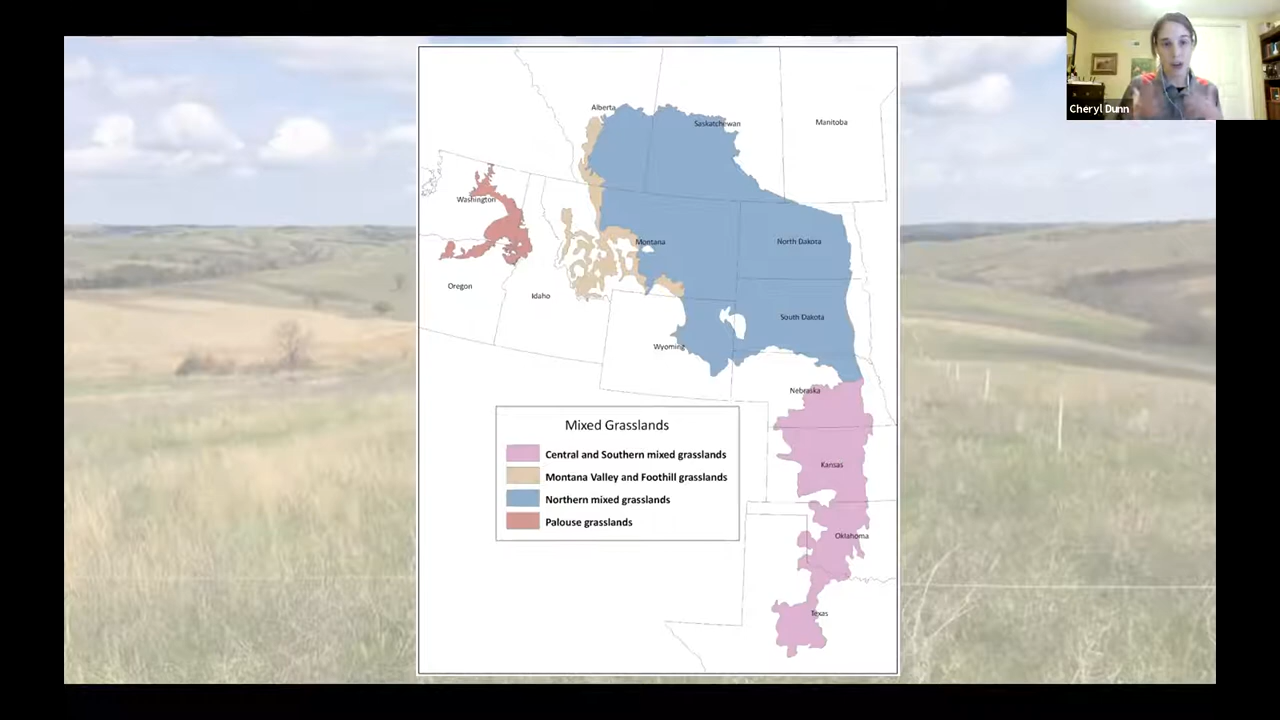 Cheryl Dunn
Alberta
Saskatchewan
Manitoba
Washington
Montana
North Dakota
Oregon
Idaho
South Dakota
Wyoming
Nebraska
Mixed Grasslands
Central and Southern mixed grasslands
Montana Valley and Foothill grasslands
Northern mixed grasslands
Palouse grasslands
Kansas
Oklahoma
Texas